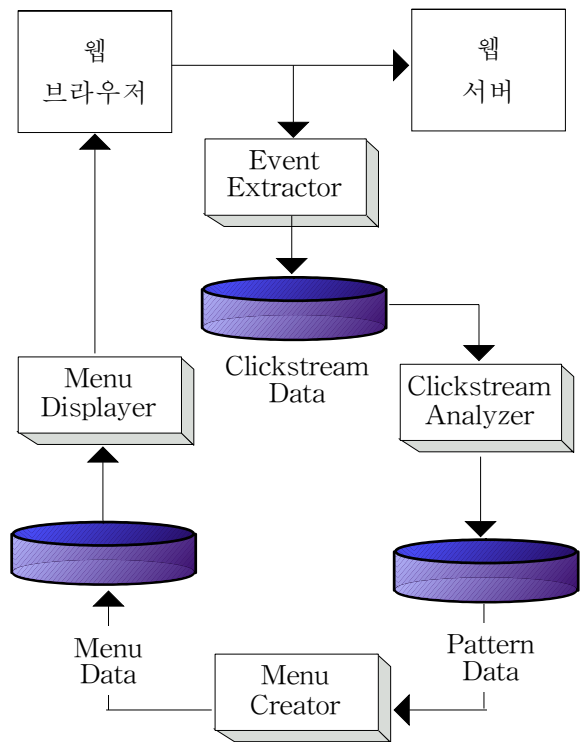 웹
브라우저
웹
서버
Event
Extractor
Clickstream
Data
Menu
Displayer
Clickstream
Analyzer
Menu
Data
Pattern
Data
Menu
Creator